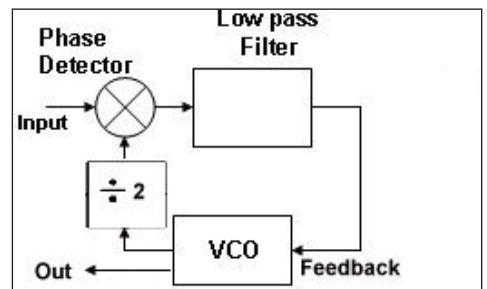 Low pass
Filter
Phase
Detector
Input
÷ 2
VCO
Out
Feedback